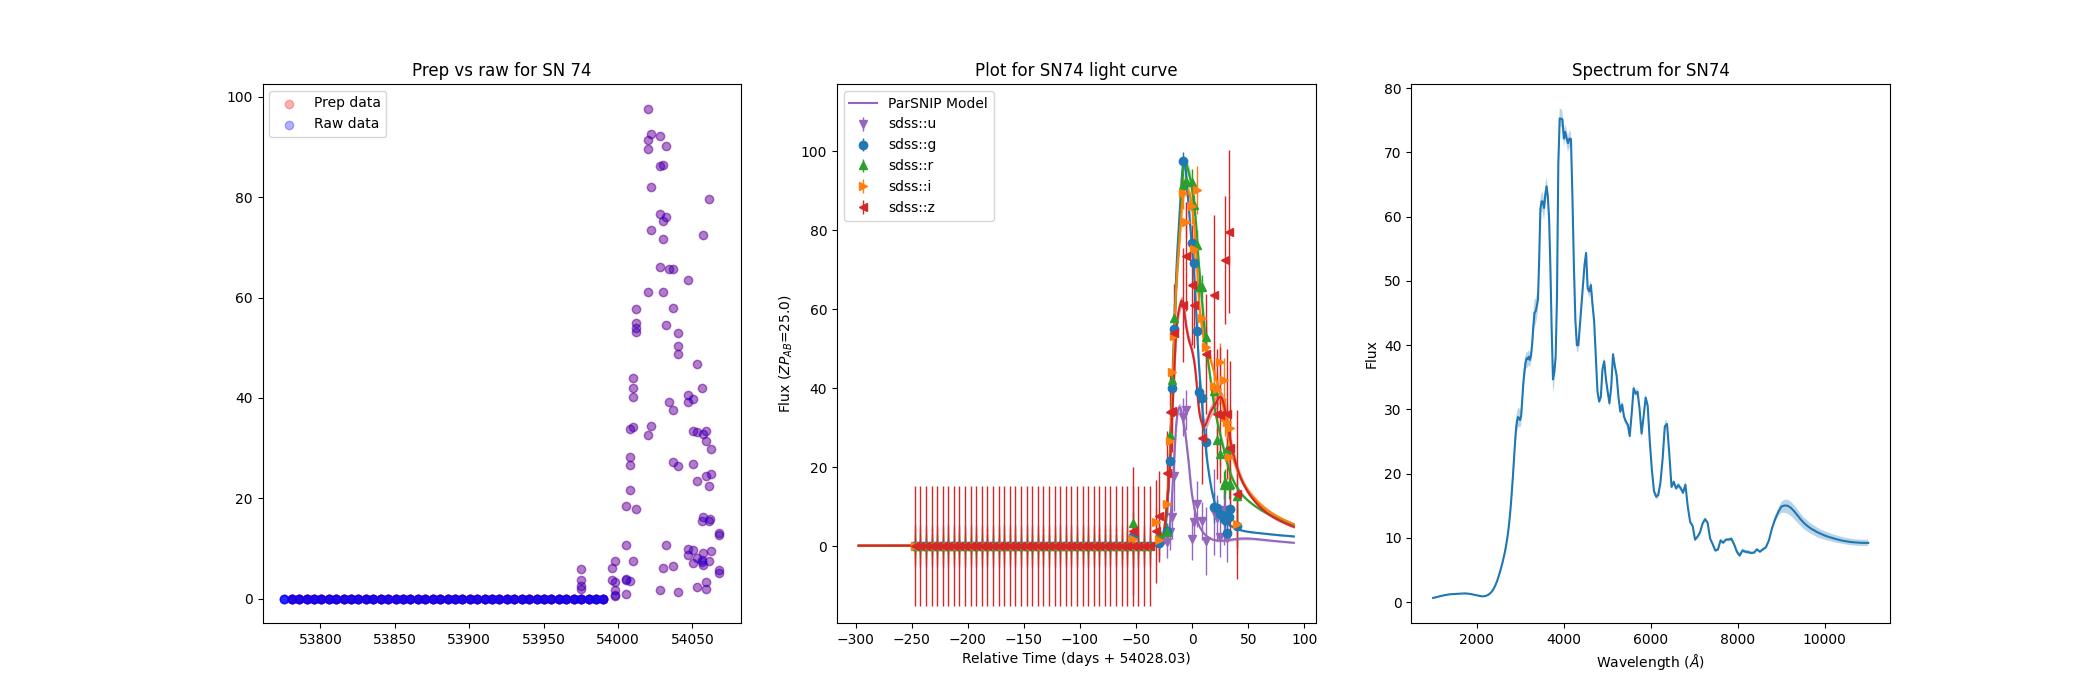 Prep vs raw for SN 74
Prep data
Raw data
100
80
60
40
20
0
53800 53850 53900 53950 54000 54050
Plot for SN74 light curve
ParSNIP Model
sdss::u
sdss::g
sdss::r
sdss::i
sdss::z
Flux (ZP_AB=25.0)
100
80
60
40
20
0
−300 −250 −200 −150 −100 −50 0 50 100
Relative Time (days + 54028.03)
Spectrum for SN74
Flux
80
70
60
50
40
30
20
10
0
2000 4000 6000 8000 10000
Wavelength (Å)